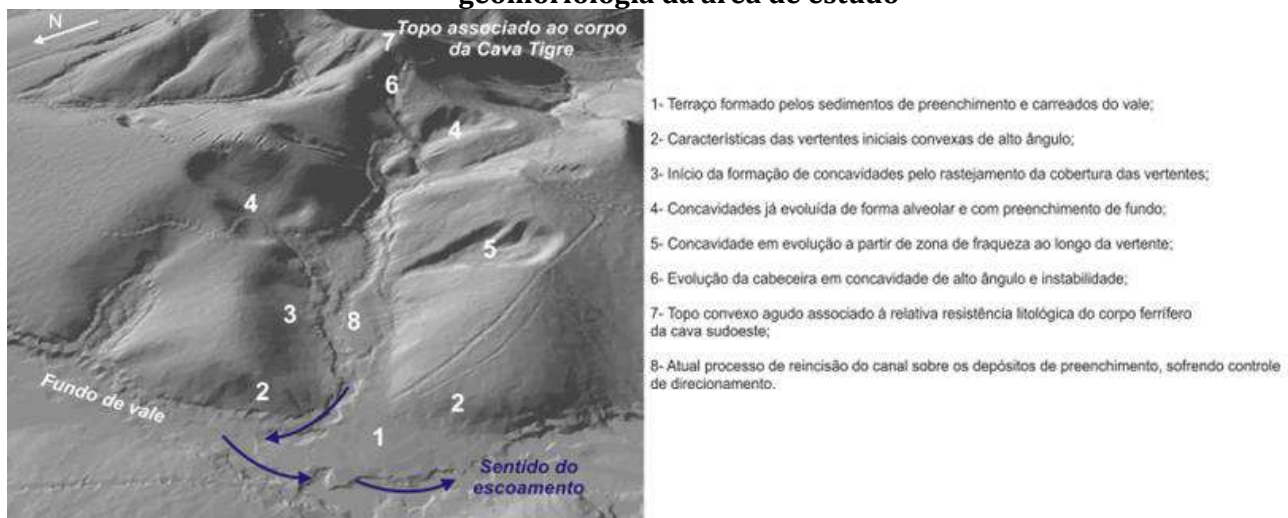 geomorfologia da área de estudo
N
Topo associado ao corpo
da Cava Tigre
7
6
4
4
5
3
8
2
2
1
Fundo de vale
Sentido do
escoamento
1- Terraço formado pelos sedimentos de preenchimento e carreados do vale;
2- Características das vertentes iniciais convexas de alto ângulo;
3- Início da formação de concavidades pelo rastejamento da cobertura das vertentes;
4- Concavidades já evoluída de forma alveolar e com preenchimento de fundo;
5- Concavidade em evolução a partir de zona de fraqueza ao longo da vertente;
6- Evolução da cabeceira em concavidade de alto ângulo e instabilidade;
7- Topo convexo agudo associado à relativa resistência litológica do corpo ferrífero
da cava sudoeste;
8- Atual processo de reincisão do canal sobre os depósitos de preenchimento, sofrendo controle
de direcionamento.